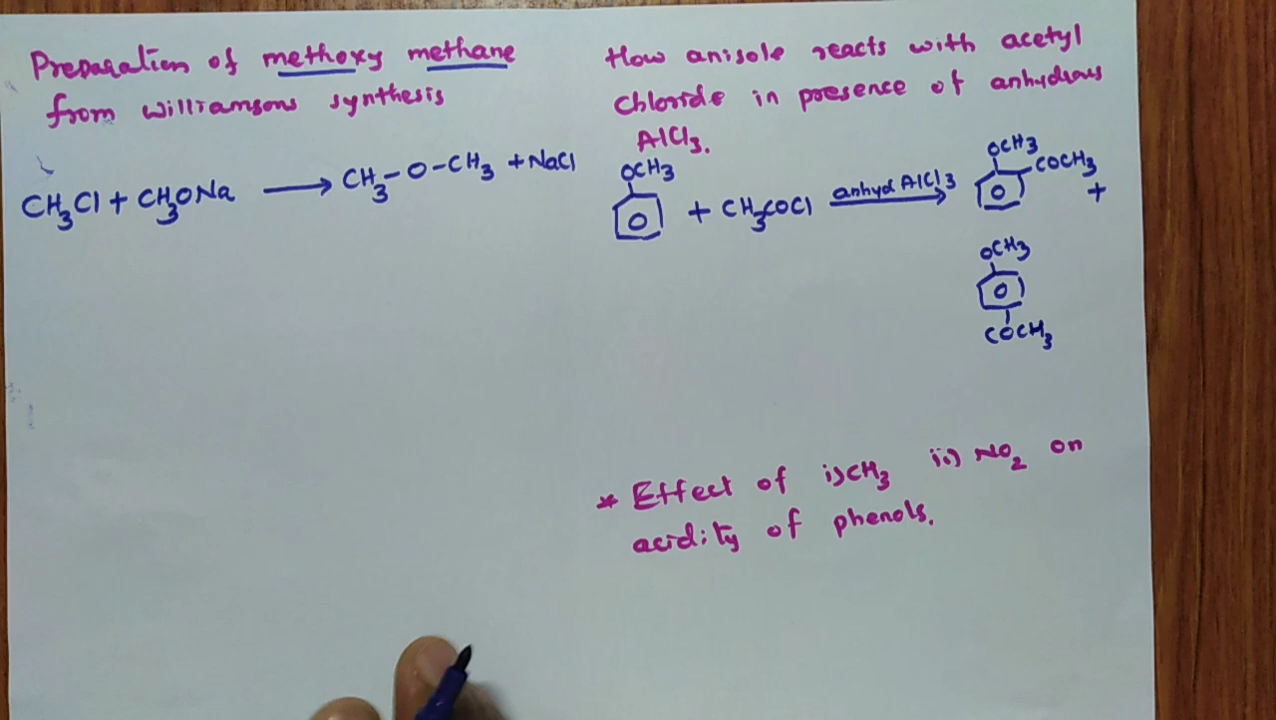 Preparation of methoxy methane
from williamsons synthesis
CH₃Cl + CH₃ONa ⟶ CH₃-O-CH₃ + NaCl
How anisole reacts with acetyl
chloride in presence of anhydrous
AlCl₃.
OCH₃
+ CH₃COCl anhyd AlCl₃ ⟶
OCH₃
COCH₃
+
OCH₃
COCH₃
* Effect of i) CH₃ ii) NO₂ on
acidity of phenols.